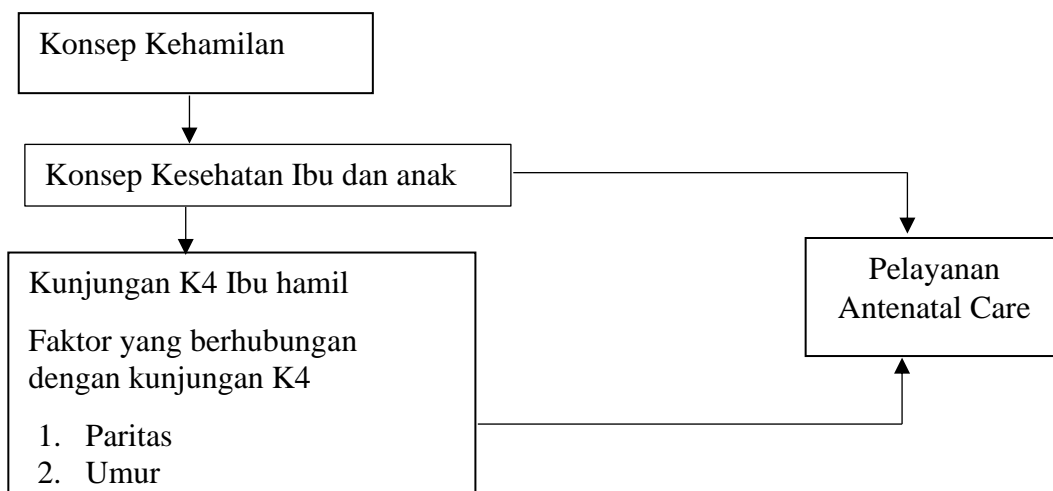 Konsep Kehamilan
Konsep Kesehatan Ibu dan anak
Kunjungan K4 Ibu hamil
Faktor yang berhubungan
dengan kunjungan K4
1. Paritas
2. Umur
Pelayanan
Antenatal Care